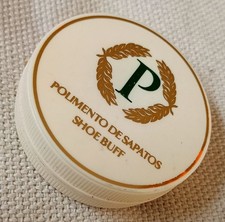 P
POLIMENTO DE SAPATOS
SHOE BUFF